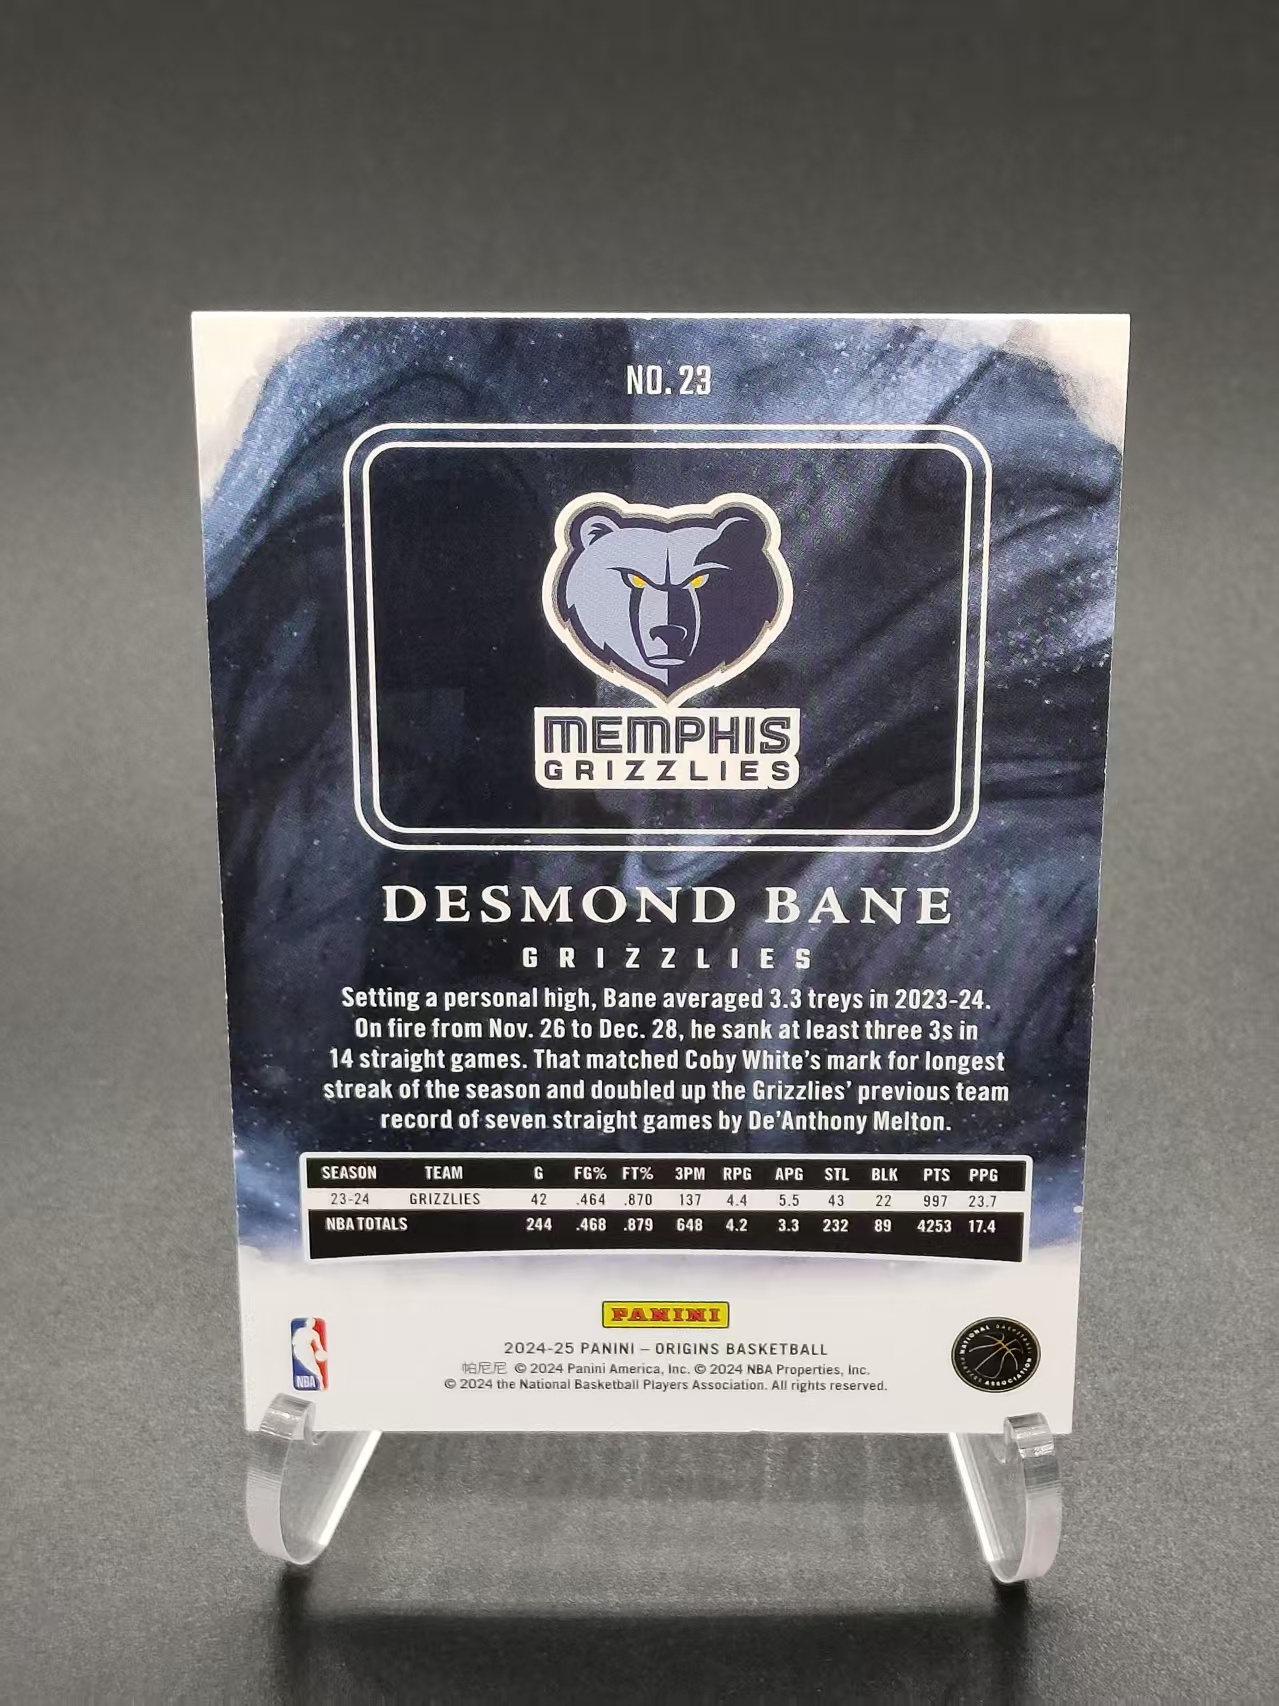 NO. 23
MEMPHIS
GRIZZLIES
DESMOND BANE
GRIZZLIES
Setting a personal high, Bane averaged 3.3 treys in 2023-24.
On fire from Nov. 26 to Dec. 28, he sank at least three 3s in
14 straight games. That matched Coby White's mark for longest
streak of the season and doubled up the Grizzlies' previous team
record of seven straight games by De'Anthony Melton.
SEASON TEAM G FG% FT% 3PM RPG APG STL BLK PTS PPG
23-24 GRIZZLIES 42 .464 .870 137 4.4 5.5 43 22 997 23.7
NBA TOTALS 244 .468 .879 648 4.2 3.3 232 89 4253 17.4
PANINI
2024-25 PANINI – ORIGINS BASKETBALL
帕尼尼 © 2024 Panini America, Inc. © 2024 NBA Properties, Inc.
© 2024 the National Basketball Players Association. All rights reserved.
NBA
NATIONAL BASKETBALL
PLAYERS ASSOCIATION